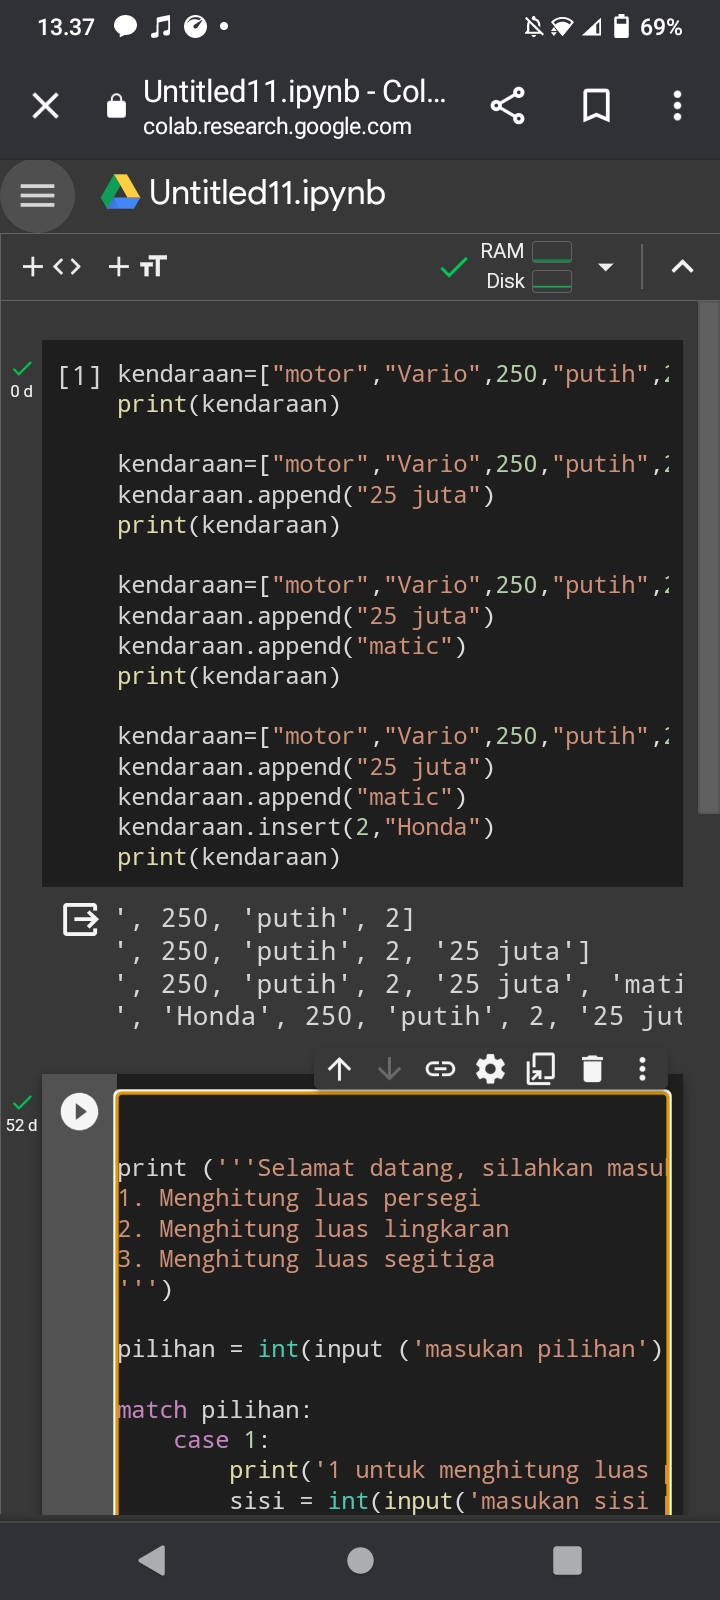 13.37 69%
Untitled11.ipynb - Col...
colab.research.google.com
Untitled11.ipynb
+<> +TT RAM
Disk
0 d
[1] kendaraan=["motor","Vario",250,"putih",2
print(kendaraan)
kendaraan=["motor","Vario",250,"putih",2
kendaraan.append("25 juta")
print(kendaraan)
kendaraan=["motor","Vario",250,"putih",2
kendaraan.append("25 juta")
kendaraan.append("matic")
print(kendaraan)
kendaraan=["motor","Vario",250,"putih",2
kendaraan.append("25 juta")
kendaraan.append("matic")
kendaraan.insert(2,"Honda")
print(kendaraan)
', 250, 'putih', 2]
', 250, 'putih', 2, '25 juta']
', 250, 'putih', 2, '25 juta', 'mati
', 'Honda', 250, 'putih', 2, '25 jut
52 d
print ('''Selamat datang, silahkan masuk
1. Menghitung luas persegi
2. Menghitung luas lingkaran
3. Menghitung luas segitiga
''')
pilihan = int(input ('masukan pilihan')
match pilihan:
case 1:
print('1 untuk menghitung luas
sisi = int(input('masukan sisi